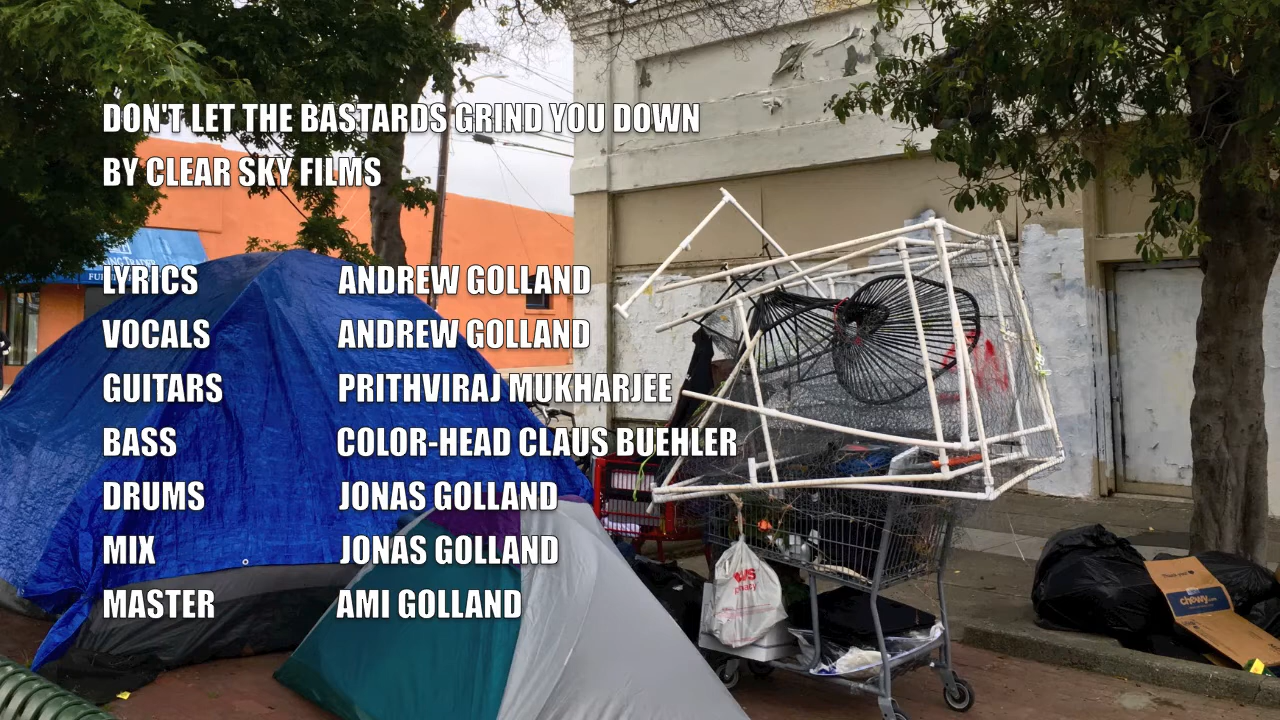 DON'T LET THE BASTARDS GRIND YOU DOWN
BY CLEAR SKY FILMS
LYRICS ANDREW GOLLAND
VOCALS ANDREW GOLLAND
GUITARS PRITHVIRAJ MUKHARJEE
BASS COLOR-HEAD CLAUS BUEHLER
DRUMS JONAS GOLLAND
MIX JONAS GOLLAND
MASTER AMI GOLLAND
chewy